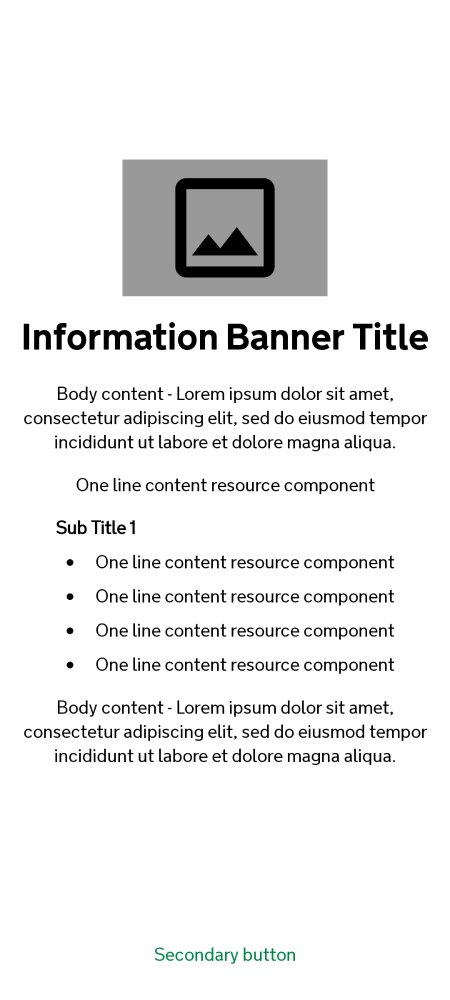 Information Banner Title
Body content - Lorem ipsum dolor sit amet,
consectetur adipiscing elit, sed do eiusmod tempor
incididunt ut labore et dolore magna aliqua.
One line content resource component
Sub Title 1
• One line content resource component
• One line content resource component
• One line content resource component
• One line content resource component
Body content - Lorem ipsum dolor sit amet,
consectetur adipiscing elit, sed do eiusmod tempor
incididunt ut labore et dolore magna aliqua.
Secondary button